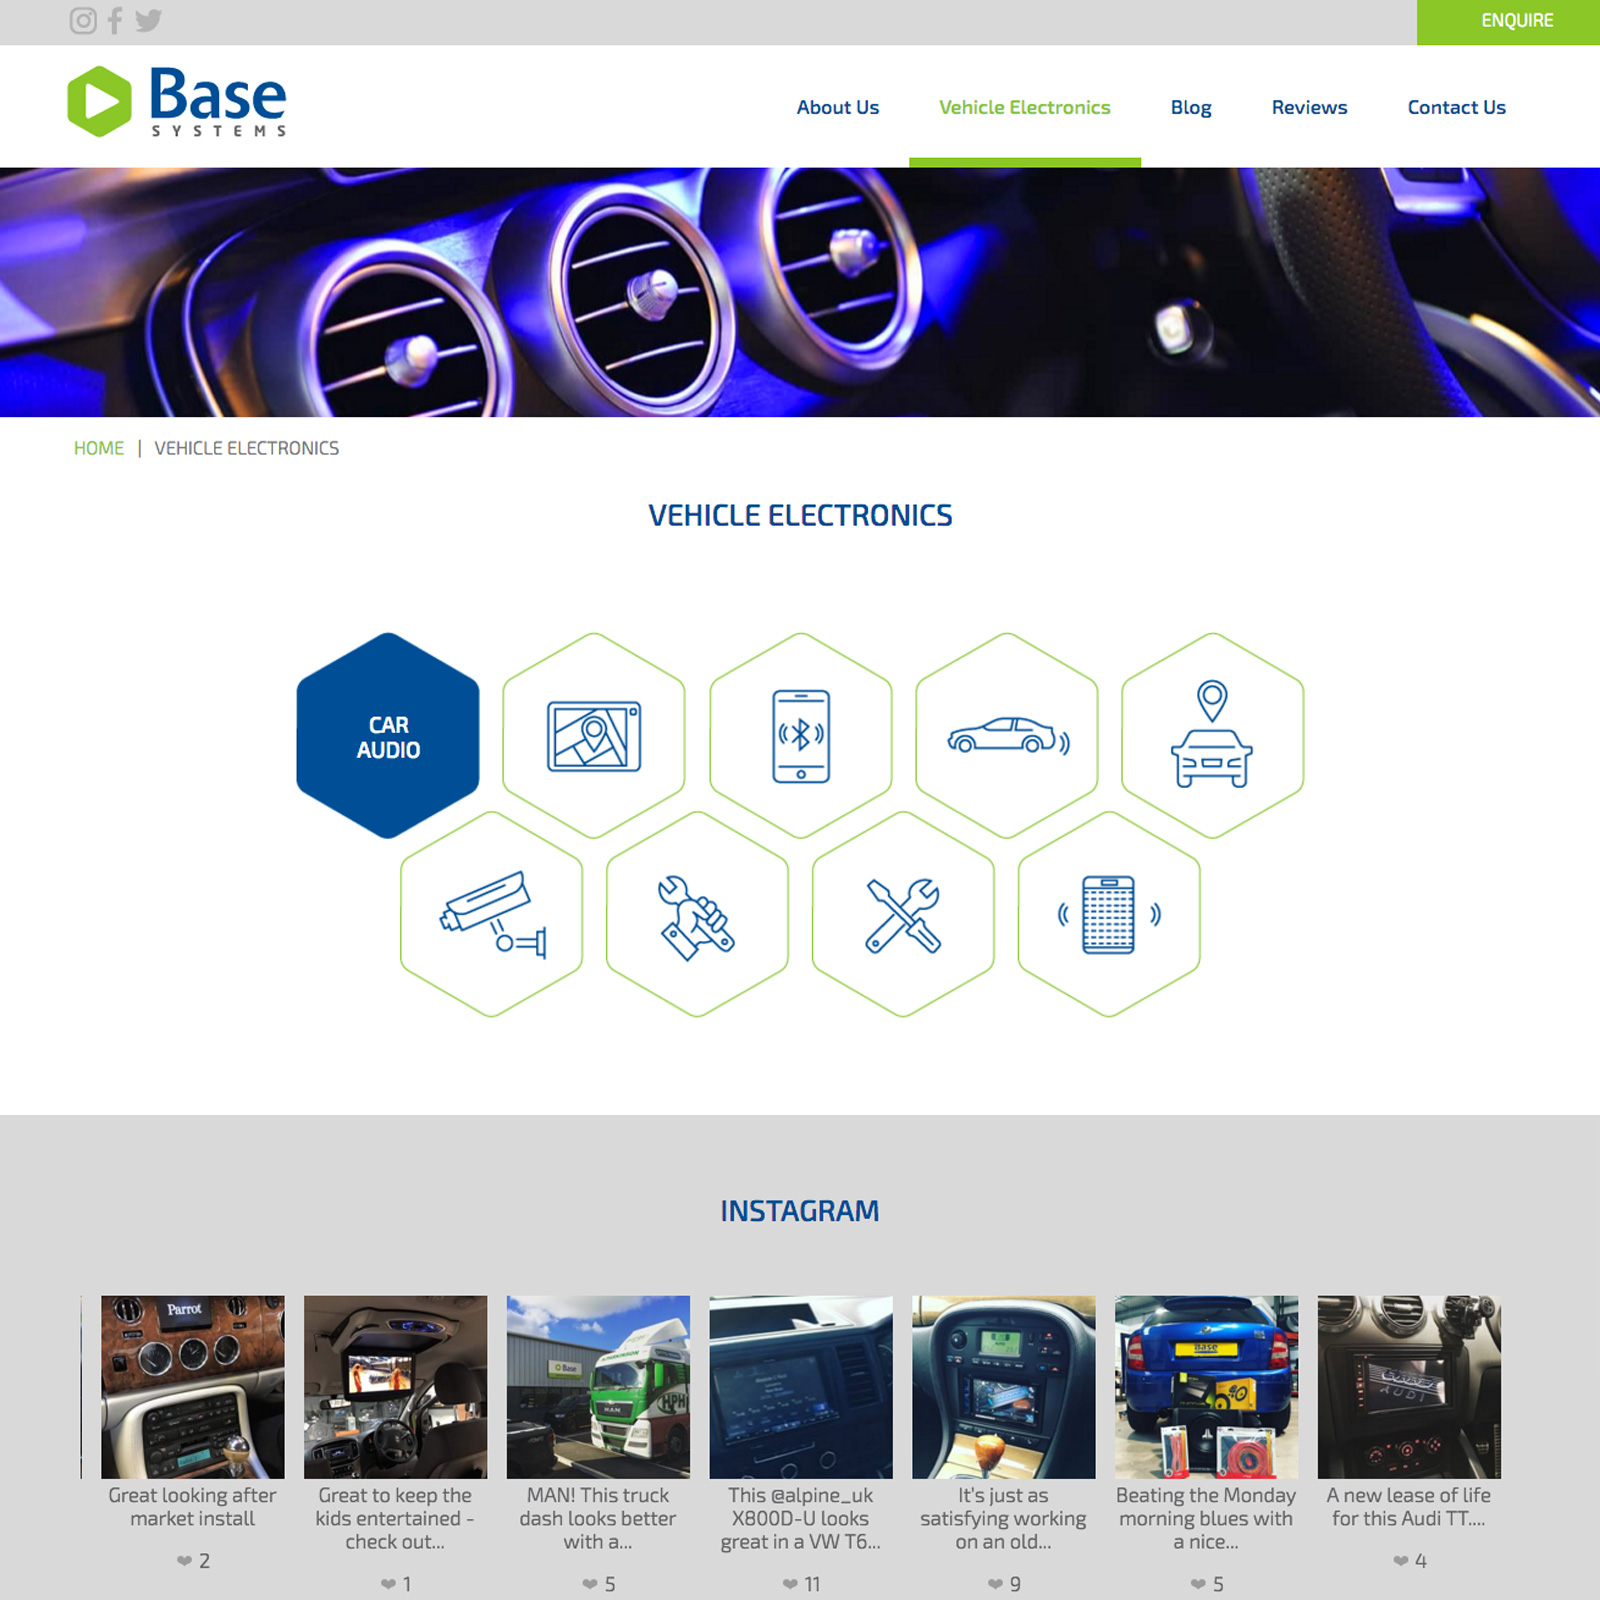 ENQUIRE
Base
SYSTEMS
About Us
Vehicle Electronics
Blog
Reviews
Contact Us
HOME | VEHICLE ELECTRONICS
VEHICLE ELECTRONICS
CAR
AUDIO
INSTAGRAM
Parrot
Base
MAN
HPH
Base
Great looking after
market install
2
Great to keep the
kids entertained -
check out...
1
MAN! This truck
dash looks better
with a...
5
This @alpine_uk
X800D-U looks
great in a VW T6...
11
It's just as
satisfying working
on an old...
9
Beating the Monday
morning blues with
a nice...
5
A new lease of life
for this Audi TT....
4